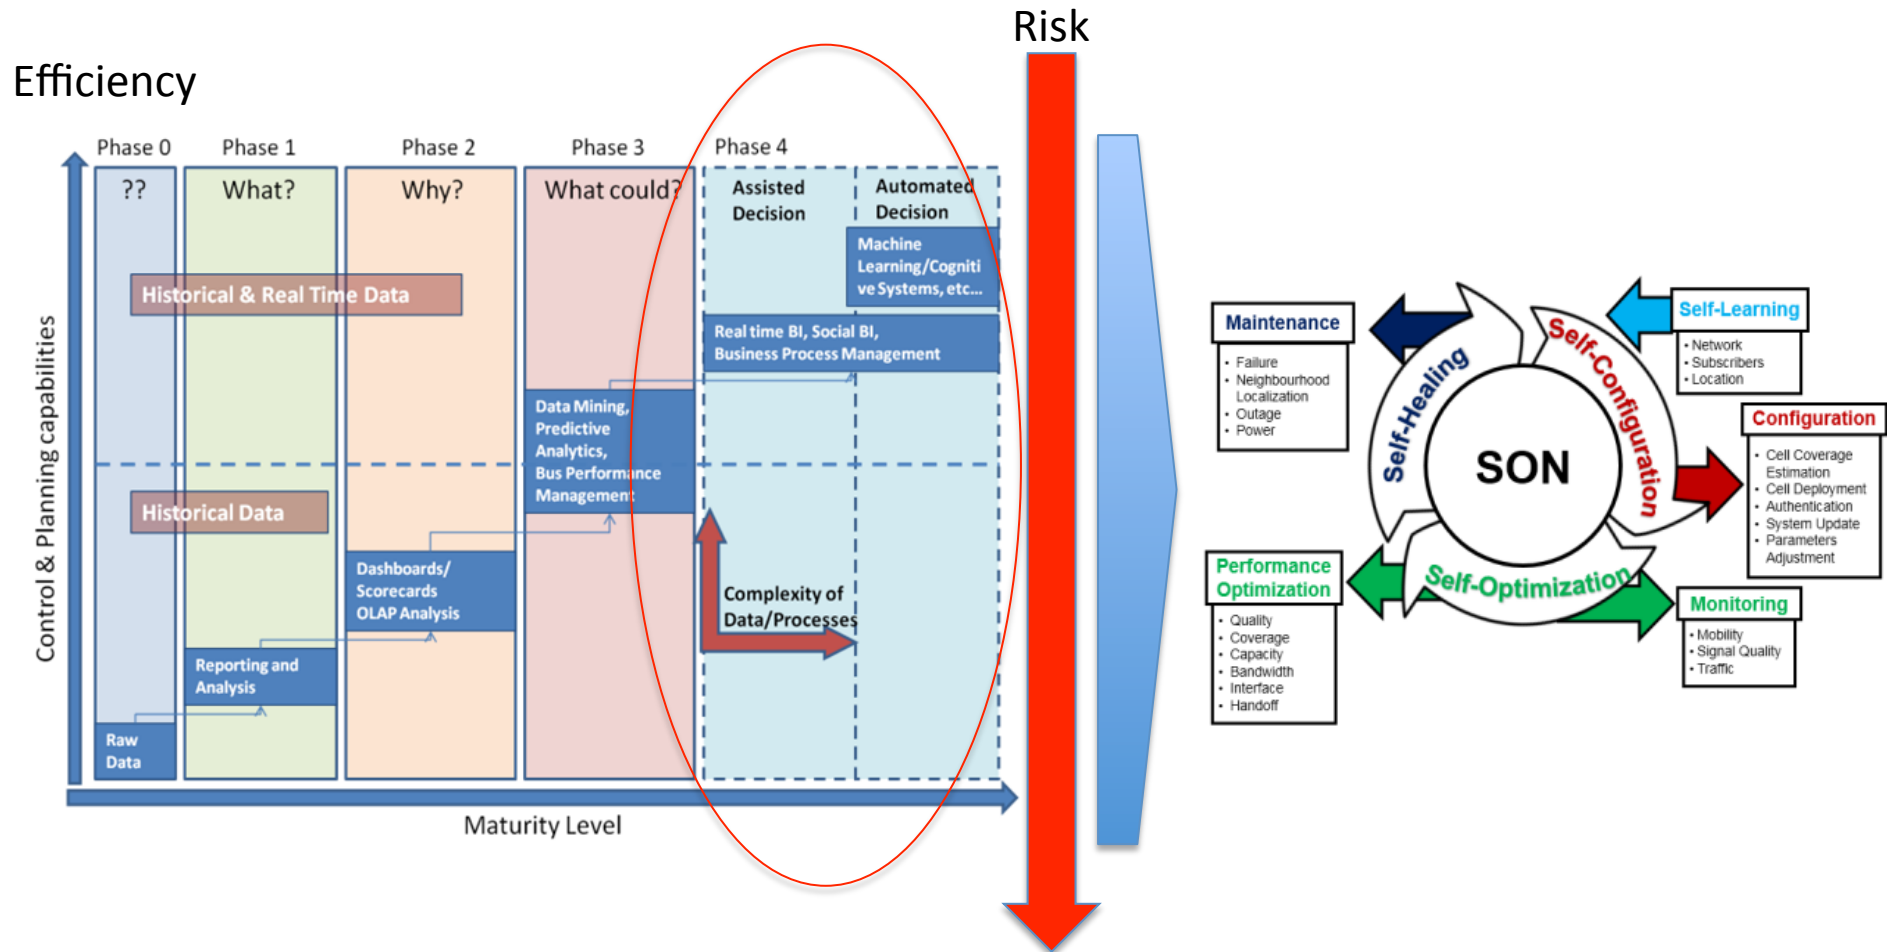 Risk
Efficiency
Phase 0
Phase 1
Phase 2
Phase 3
Phase 4
??
What?
Why?
What could?
Assisted
Decision
Automated
Decision
Machine
Learning/Cogniti
ve Systems, etc...
Historical & Real Time Data
Real time BI, Social BI,
Business Process Management
Data Mining,
Predictive
Analytics,
Bus Performance
Management
Historical Data
Dashboards/
Scorecards
OLAP Analysis
Complexity of
Data/Processes
Reporting and
Analysis
Raw
Data
Control & Planning capabilities
Maturity Level
Maintenance
• Failure
• Neighbourhood
Localization
• Outage
• Power
Self-Healing
Self-Configuration
Self-Optimization
SON
Self-Learning
• Network
• Subscribers
• Location
Configuration
• Cell Coverage
Estimation
• Cell Deployment
• Authentication
• System Update
• Parameters
Adjustment
Performance
Optimization
• Quality
• Coverage
• Capacity
• Bandwidth
• Interface
• Handoff
Monitoring
• Mobility
• Signal Quality
• Traffic